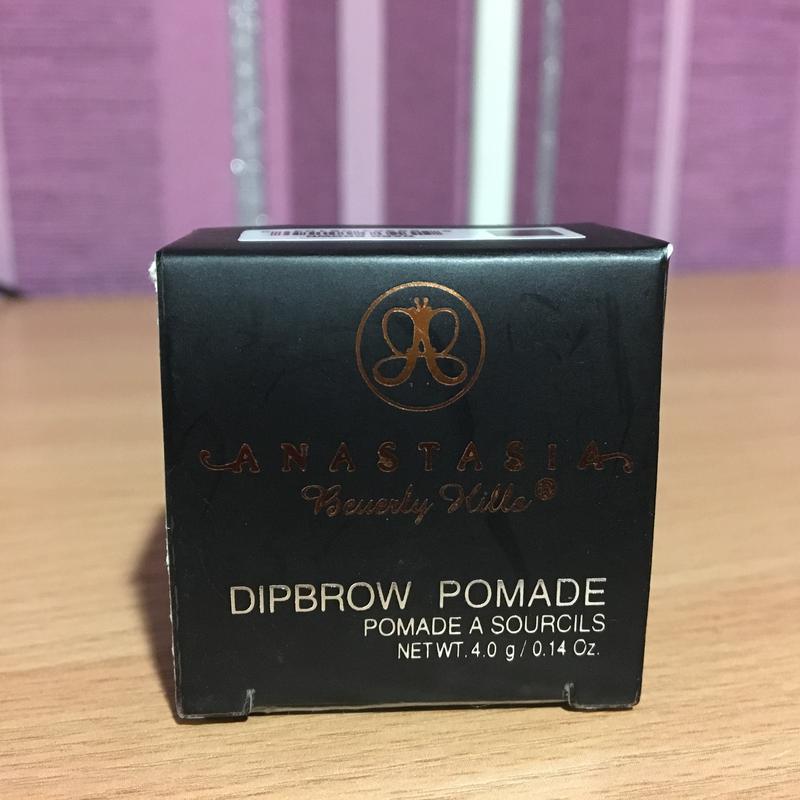 ANASTASIA
Beverly Hills®
DIPBROW POMADE
POMADE A SOURCILS
NET WT. 4.0 g / 0.14 Oz.